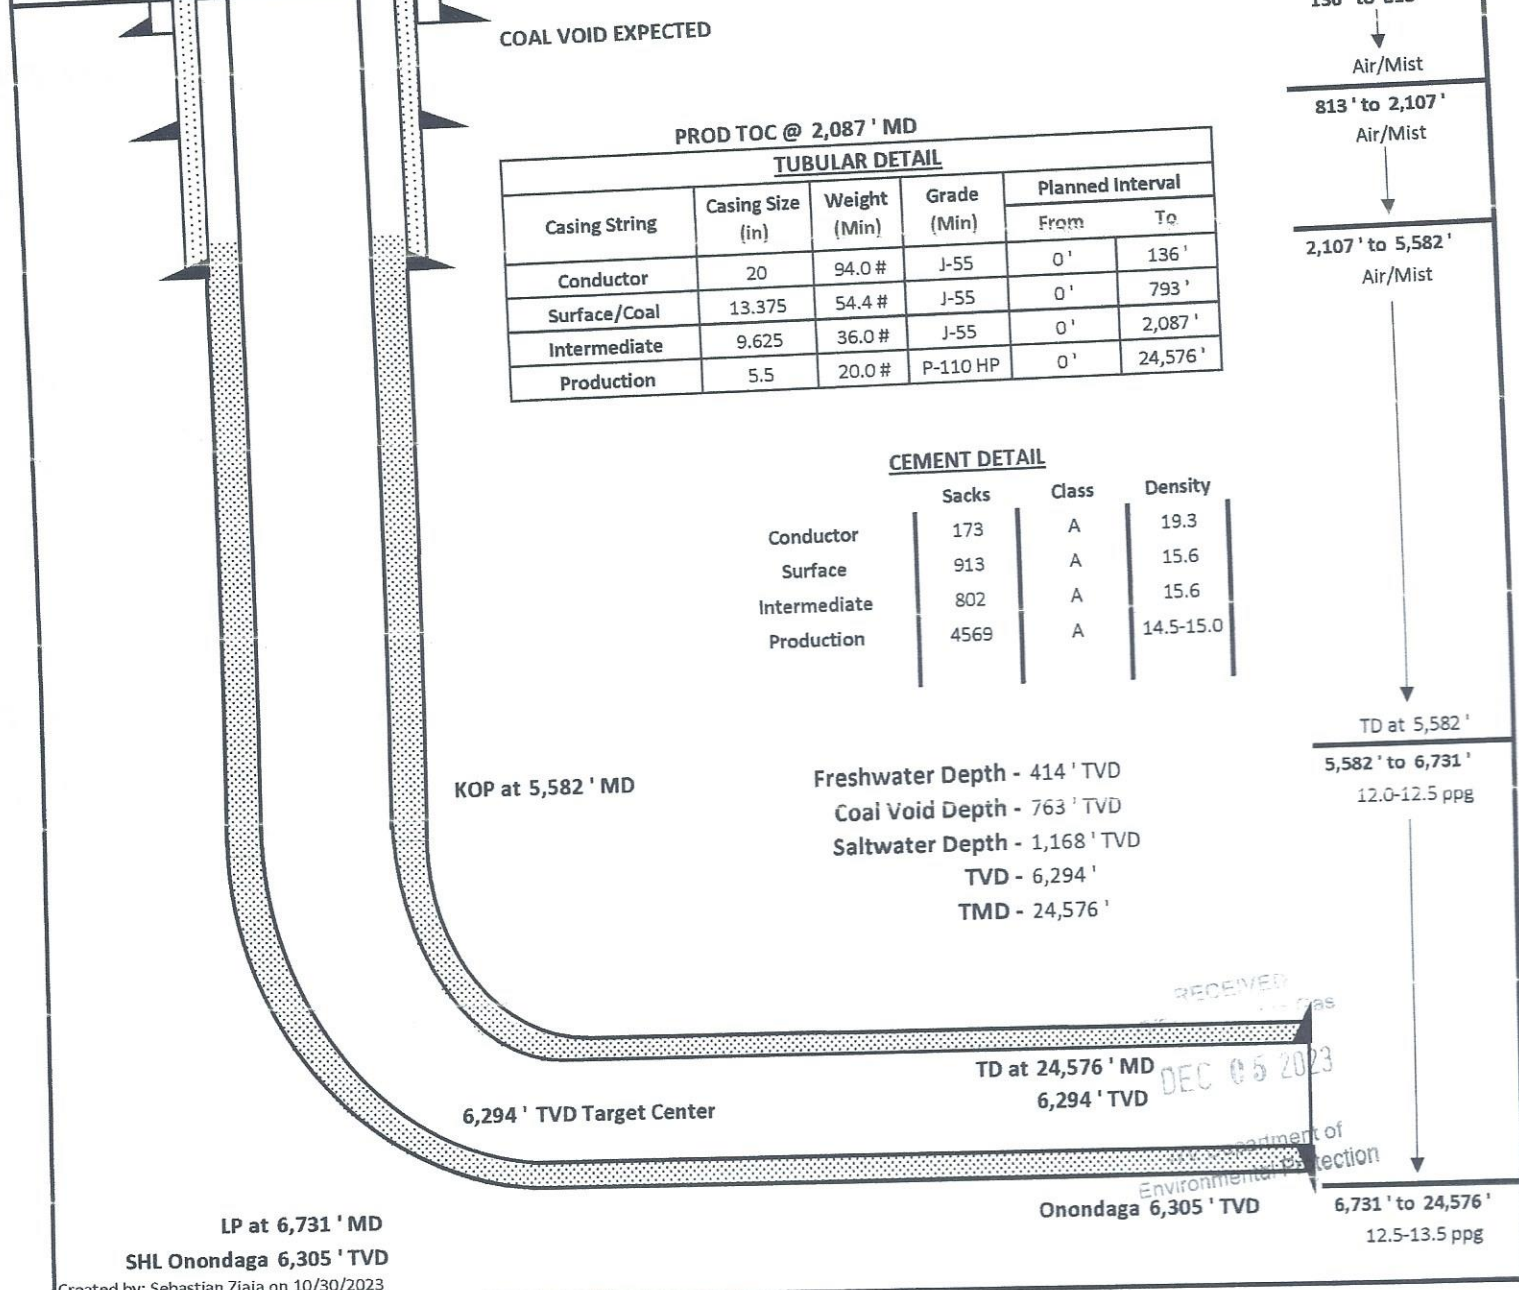 COAL VOID EXPECTED
Air/Mist
813 ' to 2,107 '
Air/Mist
PROD TOC @ 2,087 ' MD
TUBULAR DETAIL
Casing String Casing Size (in) Weight (Min) Grade (Min) Planned Interval
From To
Conductor 20 94.0 # J-55 0 ' 136 '
Surface/Coal 13.375 54.4 # J-55 0 ' 793 '
Intermediate 9.625 36.0 # J-55 0 ' 2,087 '
Production 5.5 20.0 # P-110 HP 0 ' 24,576 '
2,107 ' to 5,582 '
Air/Mist
CEMENT DETAIL
Sacks Class Density
Conductor 173 A 19.3
Surface 913 A 15.6
Intermediate 802 A 15.6
Production 4569 A 14.5-15.0
TD at 5,582 '
5,582 ' to 6,731 '
12.0-12.5 ppg
KOP at 5,582 ' MD
Freshwater Depth - 414 ' TVD
Coal Void Depth - 763 ' TVD
Saltwater Depth - 1,168 ' TVD
TVD - 6,294 '
TMD - 24,576 '
RECEIVED
Gas
TD at 24,576 ' MD
DEC 05 2023
6,294 ' TVD
6,294 ' TVD Target Center
Department of
Environmental Protection
Onondaga 6,305 ' TVD
6,731 ' to 24,576 '
12.5-13.5 ppg
LP at 6,731 ' MD
SHL Onondaga 6,305 ' TVD
Created by: Sebastian Ziaja on 10/30/2023